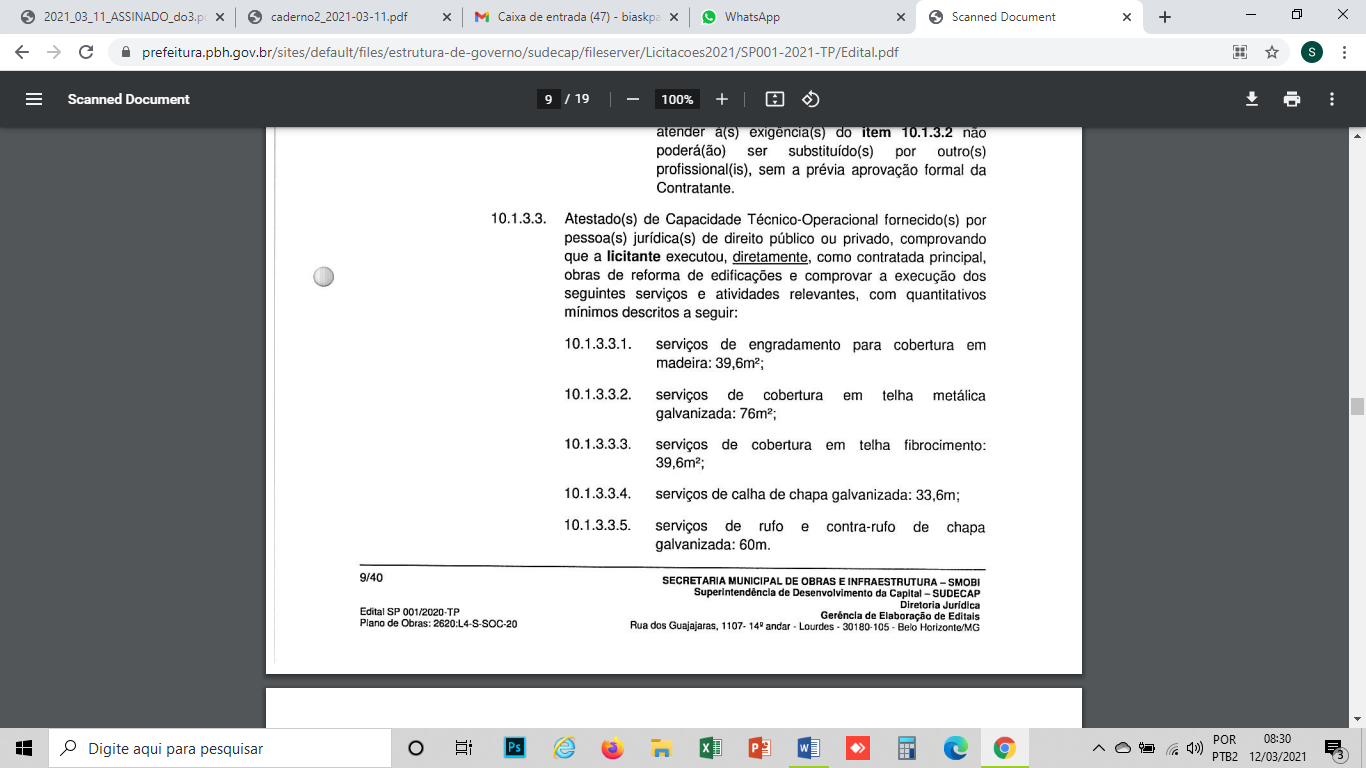 2021_03_11_ASSINADO_do3.p
caderno2_2021-03-11.pdf
Caixa de entrada (47) - biaskpa
WhatsApp
Scanned Document
prefeitura.pbh.gov.br/sites/default/files/estrutura-de-governo/sudecap/fileserver/Licitacoes2021/SP001-2021-TP/Edital.pdf
S
Scanned Document
9 / 19
100%
atender à(s) exigência(s) do item 10.1.3.2 não
poderá(ão) ser substituído(s) por outro(s)
profissional(is), sem a prévia aprovação formal da
Contratante.
10.1.3.3. Atestado(s) de Capacidade Técnico-Operacional fornecido(s) por
pessoa(s) jurídica(s) de direito público ou privado, comprovando
que a licitante executou, diretamente, como contratada principal,
obras de reforma de edificações e comprovar a execução dos
seguintes serviços e atividades relevantes, com quantitativos
mínimos descritos a seguir:
10.1.3.3.1. serviços de engradamento para cobertura em
madeira: 39,6m²;
10.1.3.3.2. serviços de cobertura em telha metálica
galvanizada: 76m²;
10.1.3.3.3. serviços de cobertura em telha fibrocimento:
39,6m²;
10.1.3.3.4. serviços de calha de chapa galvanizada: 33,6m;
10.1.3.3.5. serviços de rufo e contra-rufo de chapa
galvanizada: 60m.
9/40
SECRETARIA MUNICIPAL DE OBRAS E INFRAESTRUTURA – SMOBI
Superintendência de Desenvolvimento da Capital – SUDECAP
Diretoria Jurídica
Gerência de Elaboração de Editais
Rua dos Guajajaras, 1107- 14º andar - Lourdes - 30180-105 - Belo Horizonte/MG
Edital SP 001/2020-TP
Plano de Obras: 2620:L4-S-SOC-20
Digite aqui para pesquisar
Ps
POR
PTB2
08:30
12/03/2021
3